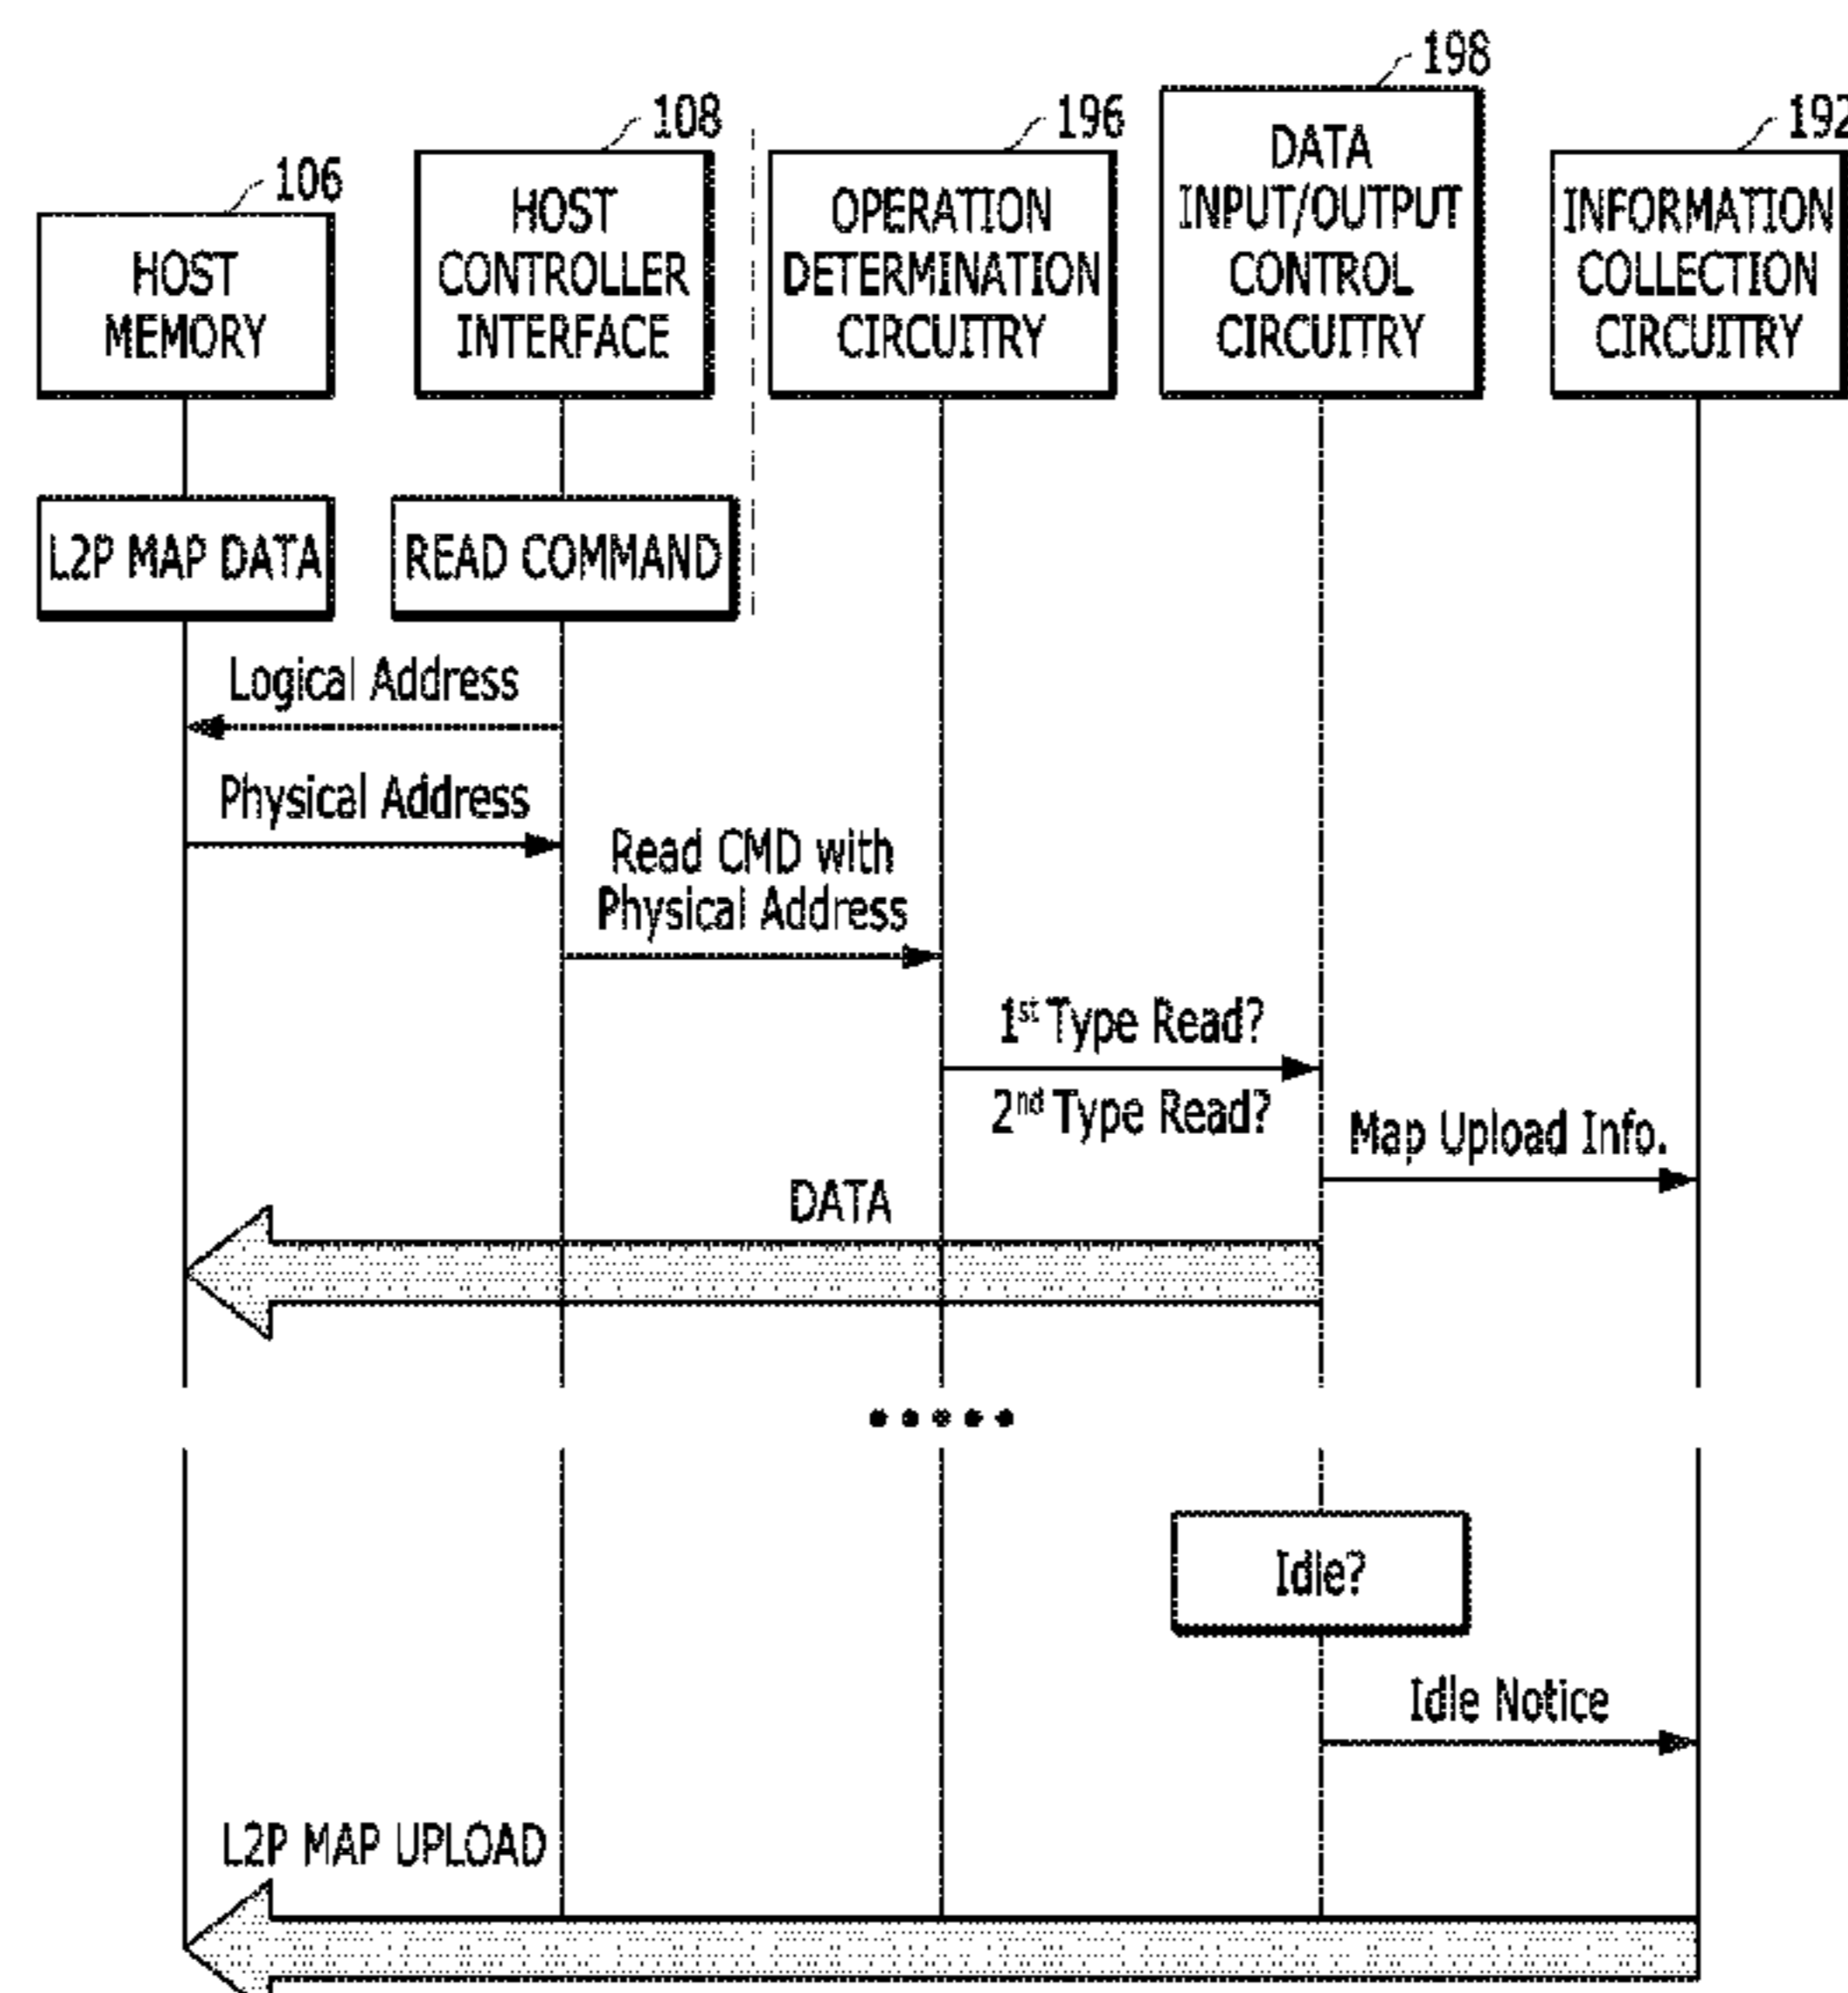 198
108
196
192
106
DATA
INPUT/OUTPUT
CONTROL
CIRCUITRY
HOST
CONTROLLER
INTERFACE
OPERATION
DETERMINATION
CIRCUITRY
INFORMATION
COLLECTION
CIRCUITRY
HOST
MEMORY
L2P MAP DATA
READ COMMAND
Logical Address
Physical Address
Read CMD with
Physical Address
1st Type Read?
2nd Type Read?
Map Upload Info.
DATA
Idle?
Idle Notice
L2P MAP UPLOAD